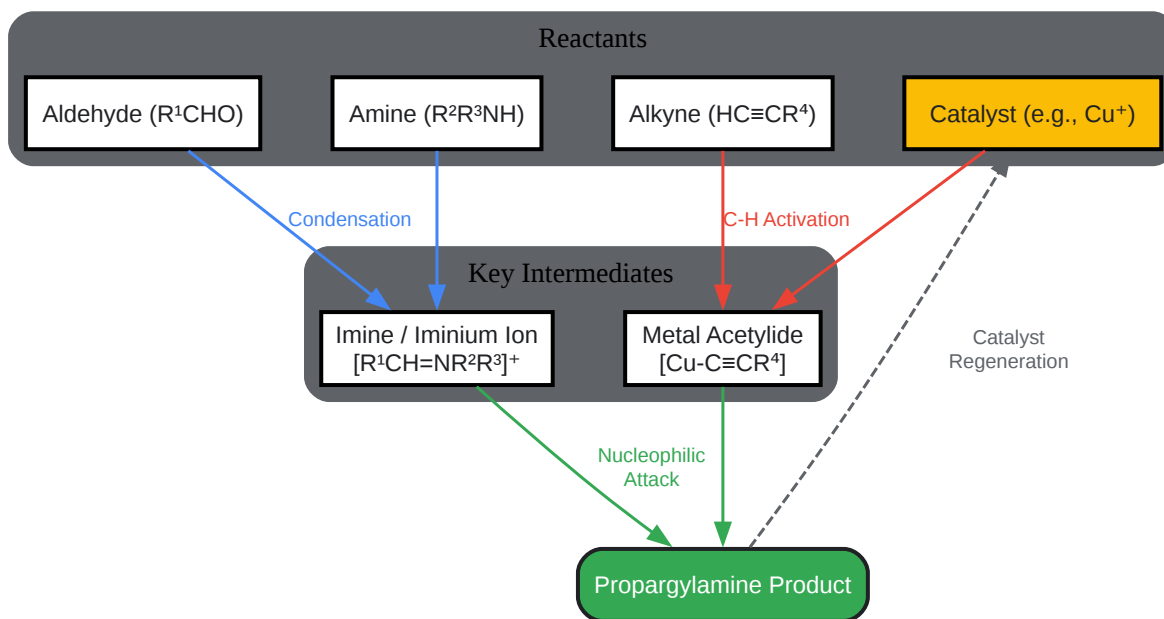 Reactants
Aldehyde (R¹CHO)
Amine (R²R³NH)
Alkyne (HC≡CR⁴)
Catalyst (e.g., Cu⁺)
Condensation
C-H Activation
Key Intermediates
Imine / Iminium Ion
[R¹CH=NR²R³]⁺
Metal Acetylide
[Cu-C≡CR⁴]
Catalyst
Regeneration
Nucleophilic
Attack
Propargylamine Product